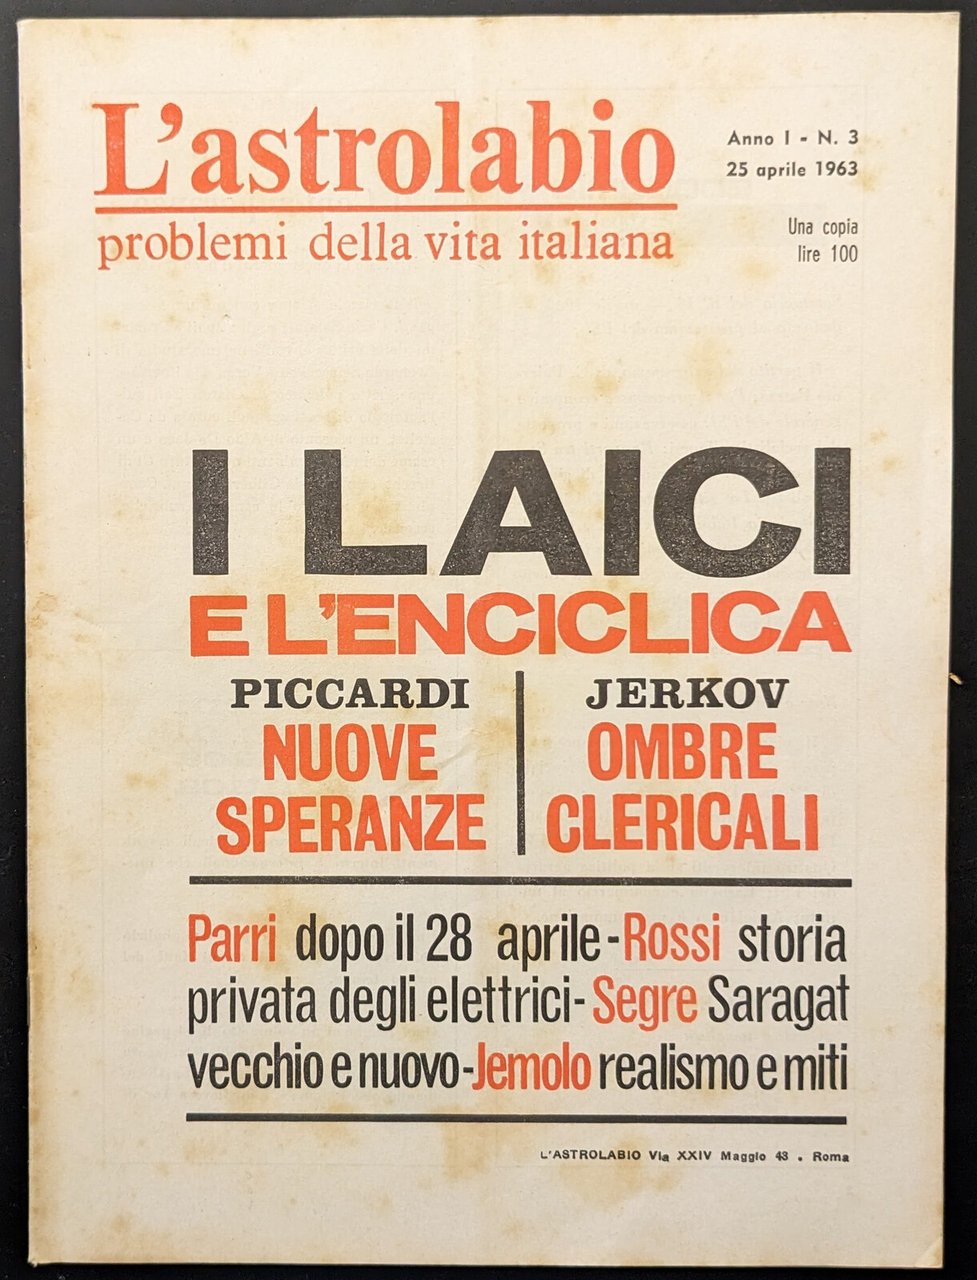 L'astrolabio
problemi della vita italiana
Anno I - N. 3
25 aprile 1963
Una copia
lire 100
I LAICI
E L'ENCICLICA
PICCARDI
NUOVE
SPERANZE
JERKOV
OMBRE
CLERICALI
Parri dopo il 28 aprile-Rossi storia
privata degli elettrici-Segre Saragat
vecchio e nuovo-Jemolo realismo e miti
L'ASTROLABIO Via XXIV Maggio 43 . Roma